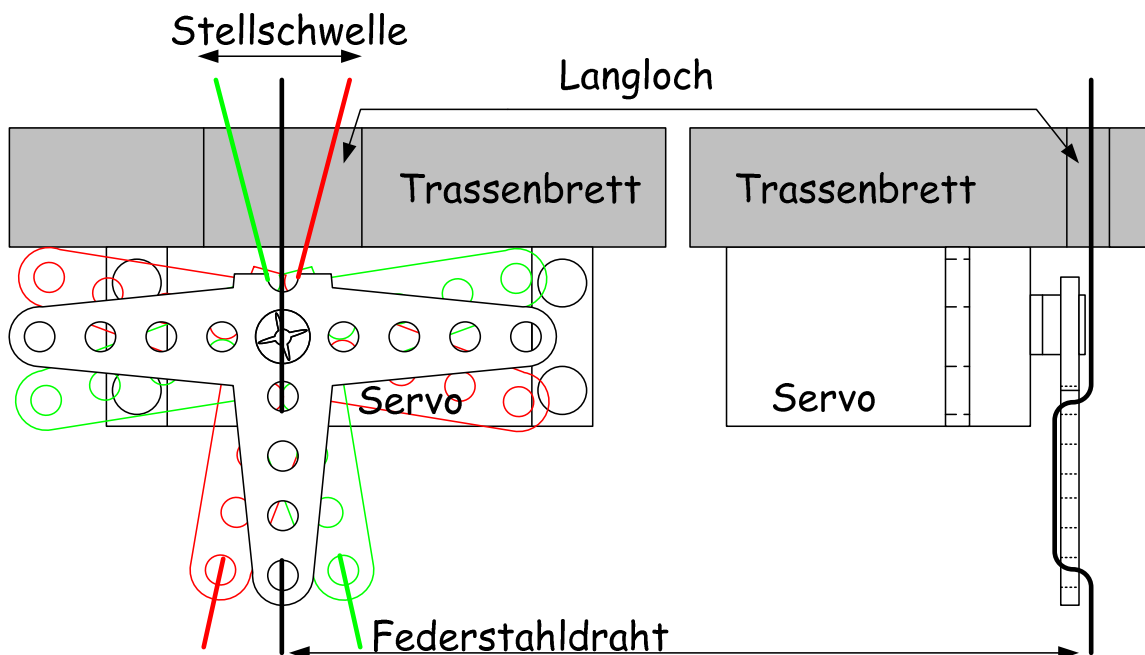 Stellschwelle
Langloch
Trassenbrett
Trassenbrett
Servo
Servo
Federstahldraht